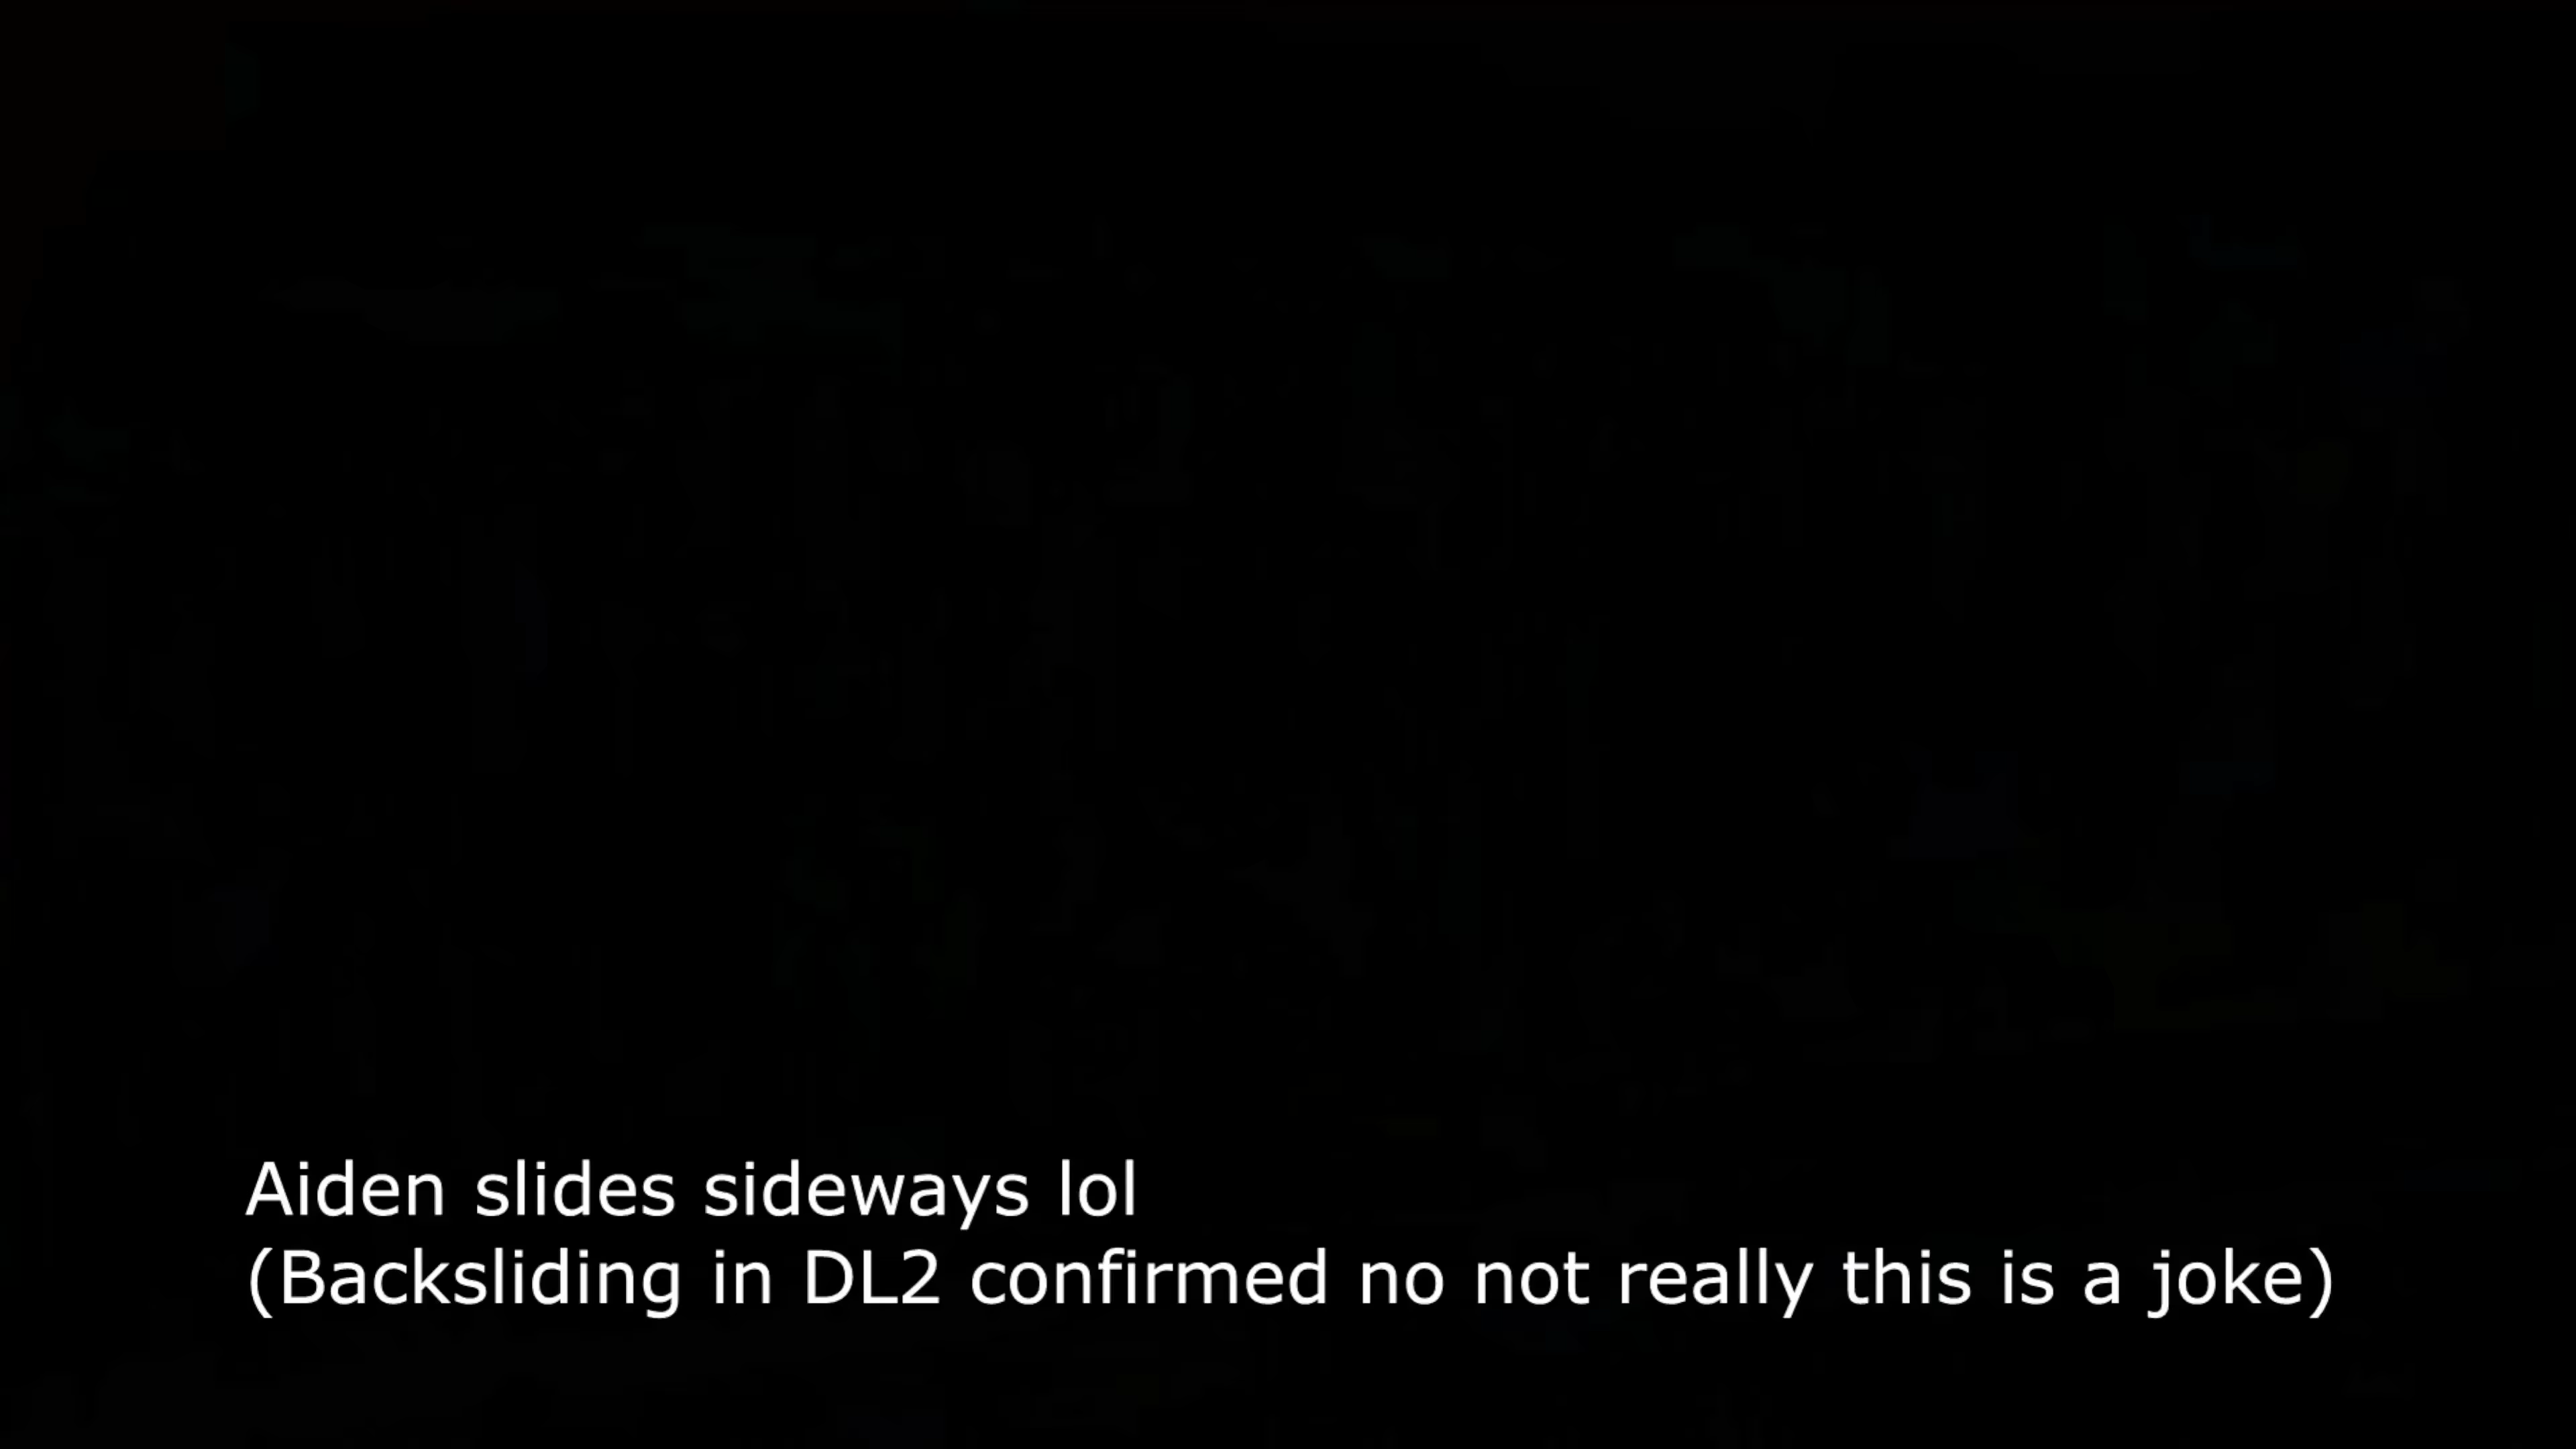 Aiden slides sideways lol
(Backsliding in DL2 confirmed no not really this is a joke)